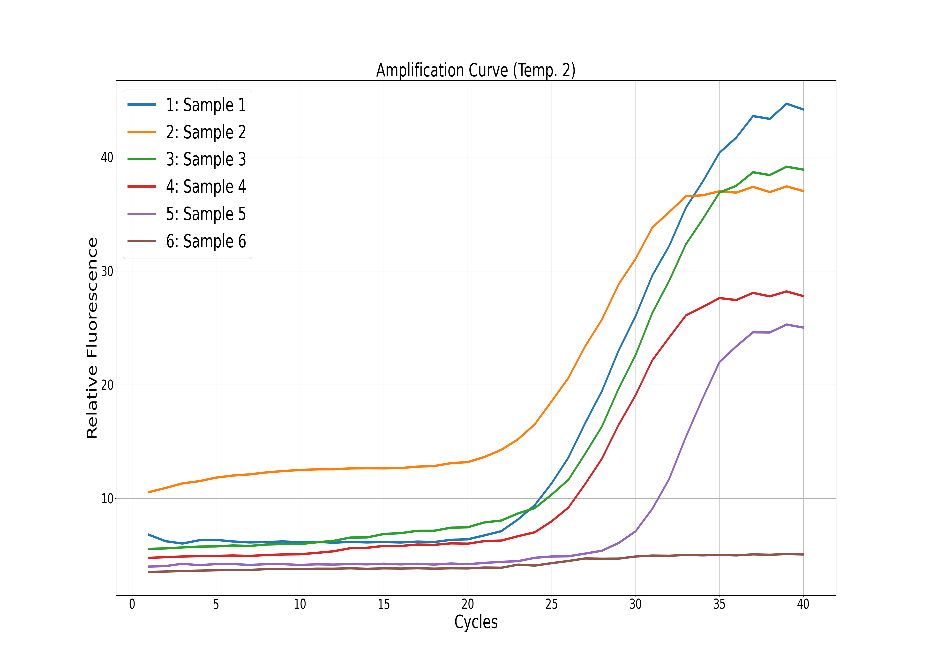 Amplification Curve (Temp. 2)
1: Sample 1
2: Sample 2
3: Sample 3
4: Sample 4
5: Sample 5
6: Sample 6
40
30
20
10
Relative Fluorescence
0 5 10 15 20 25 30 35 40
Cycles